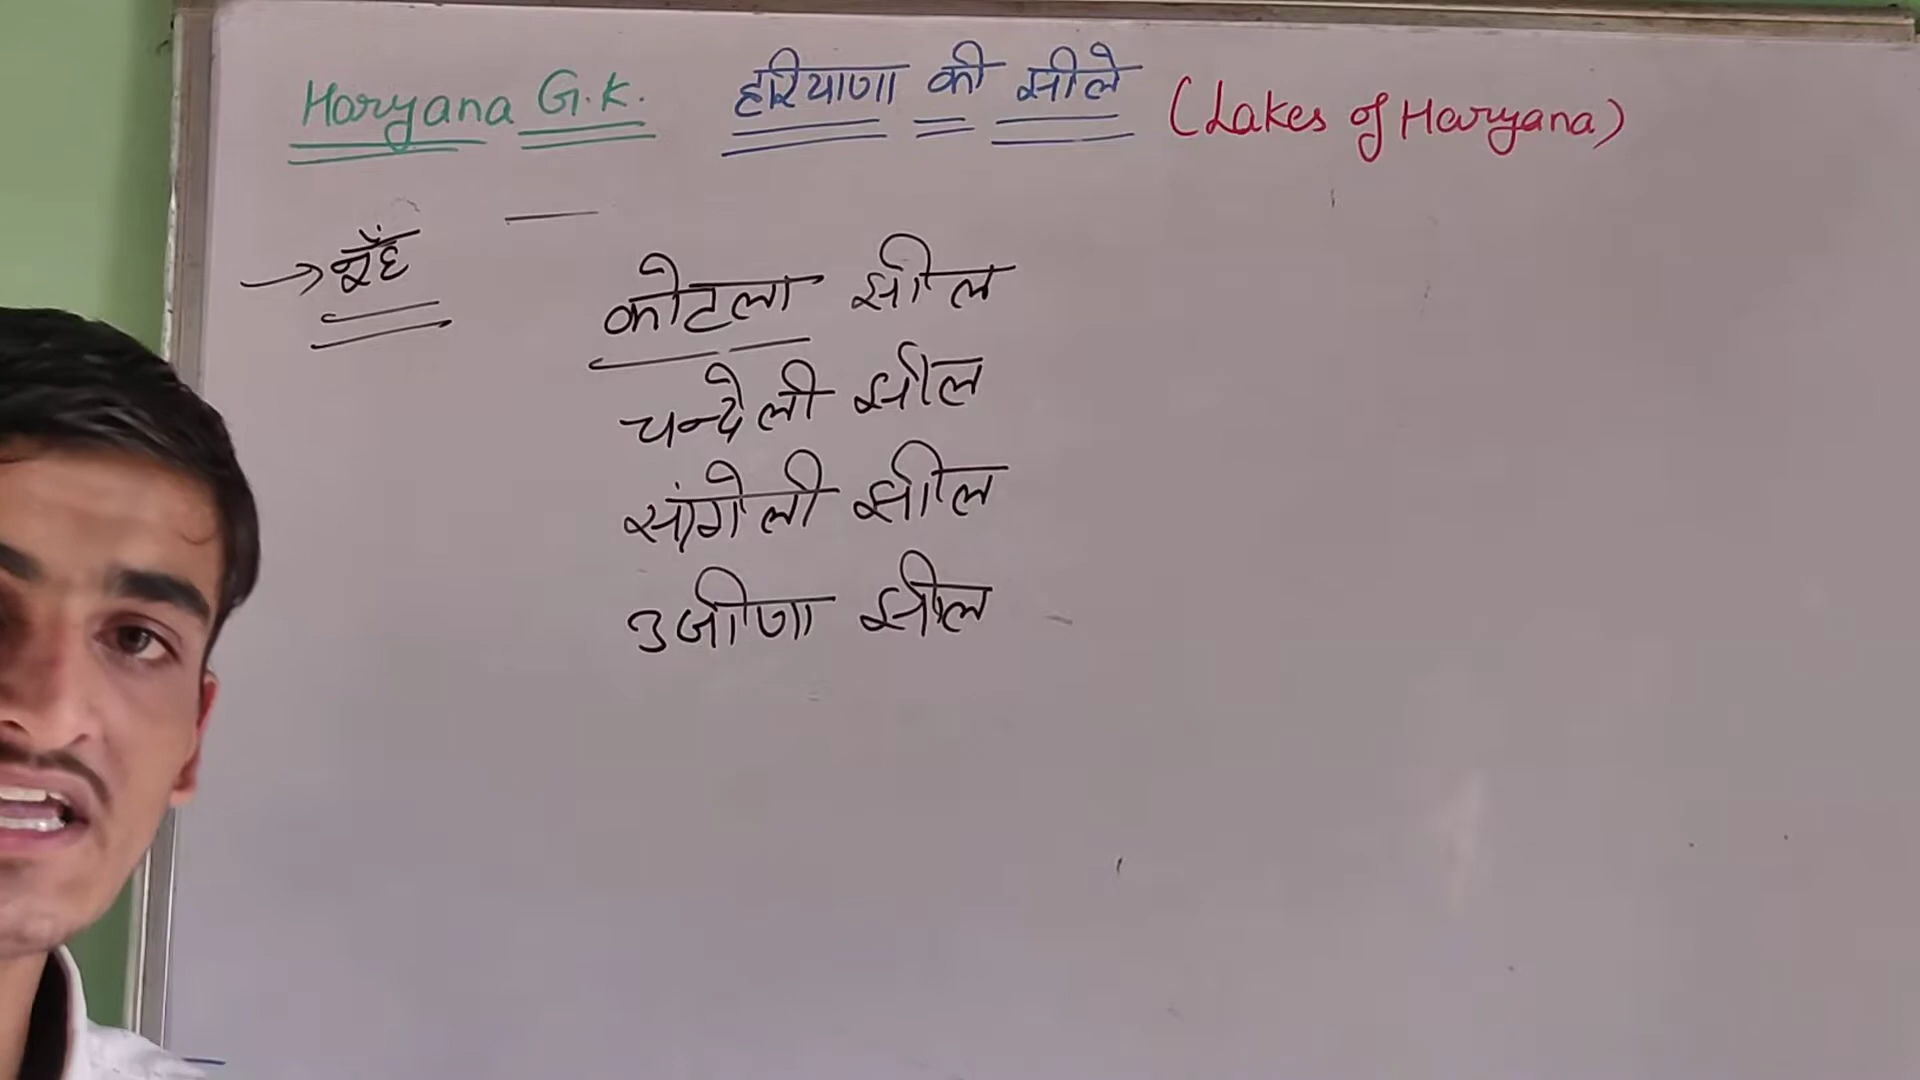 Haryana G.K. हरियाणा की झीले (Lakes of Haryana)
→ नूँह
कोटला झील
चन्देली झील
सांगेली झील
उजीणा झील